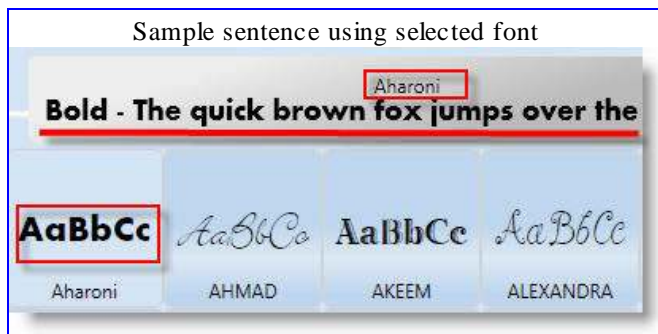 Sample sentence using selected font
Aharoni
Bold - The quick brown fox jumps over the
AaBbCc AaBbCc AaBbCc AaBbCc
Aharoni AHMAD AKEEM ALEXANDRA